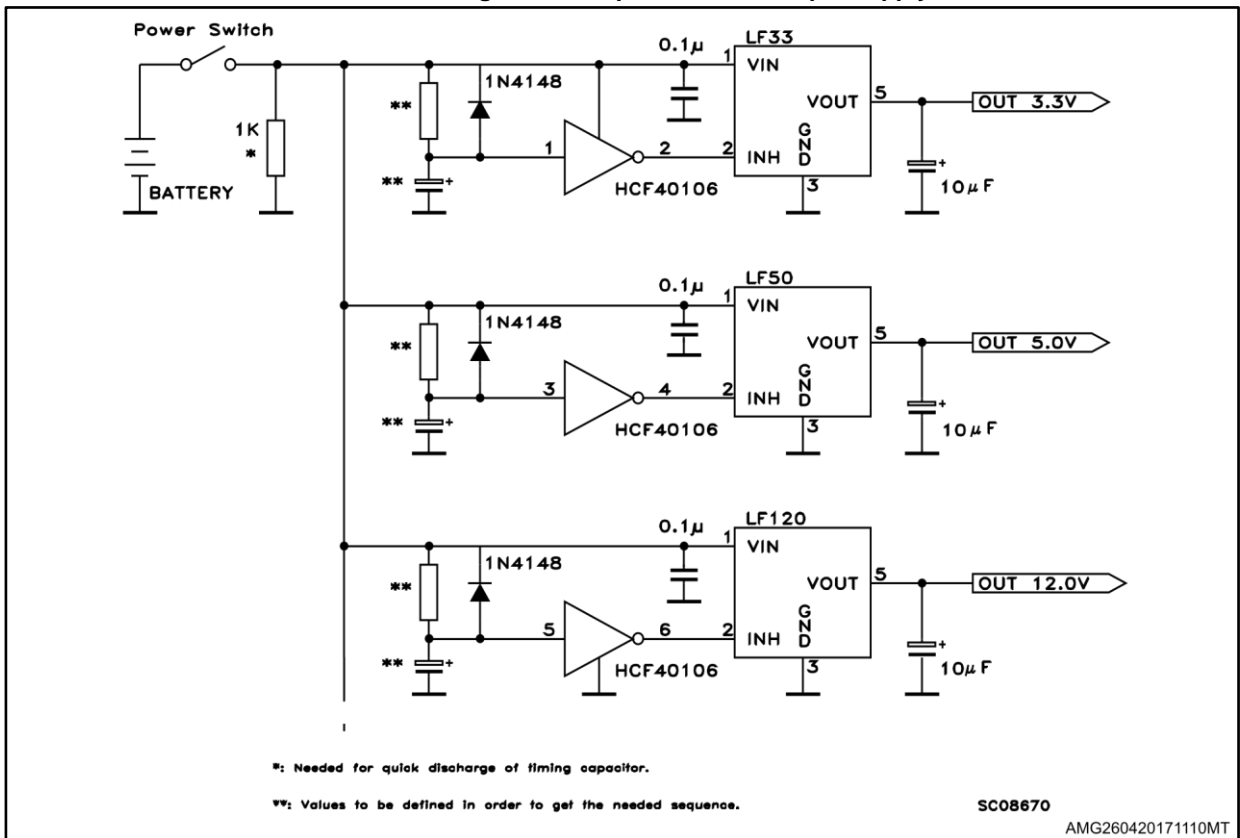 Power Switch
1K
*
BATTERY
**
**
+
1N4148
1
2
HCF40106
0.1μ
LF33
1
VIN
2
INH
VOUT
GND
3
5
+
10μF
OUT 3.3V
**
**
+
1N4148
3
4
HCF40106
0.1μ
LF50
1
VIN
2
INH
VOUT
GND
3
5
+
10μF
OUT 5.0V
**
**
+
1N4148
5
6
HCF40106
0.1μ
LF120
1
VIN
2
INH
VOUT
GND
3
5
+
10μF
OUT 12.0V
*: Needed for quick discharge of timing capacitor.
**: Values to be defined in order to get the needed sequence.
SC08670
AMG260420171110MT